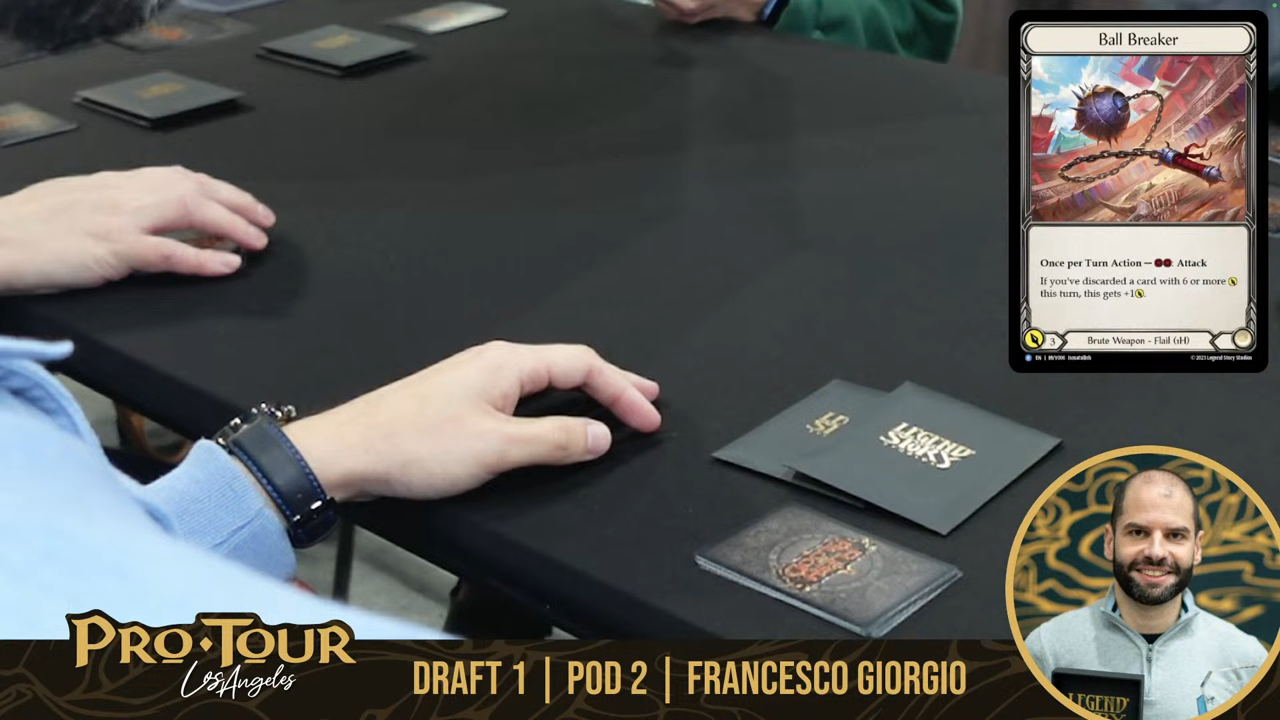 Ball Breaker
Once per Turn Action — : Attack
If you've discarded a card with 6 or more
this turn, this gets +1.
3
Brute Weapon - Flail (1H)
LEGEND
STORY
STUDIOS
PRO TOUR
Los Angeles
DRAFT 1 | POD 2 | FRANCESCO GIORGIO
LEGEND